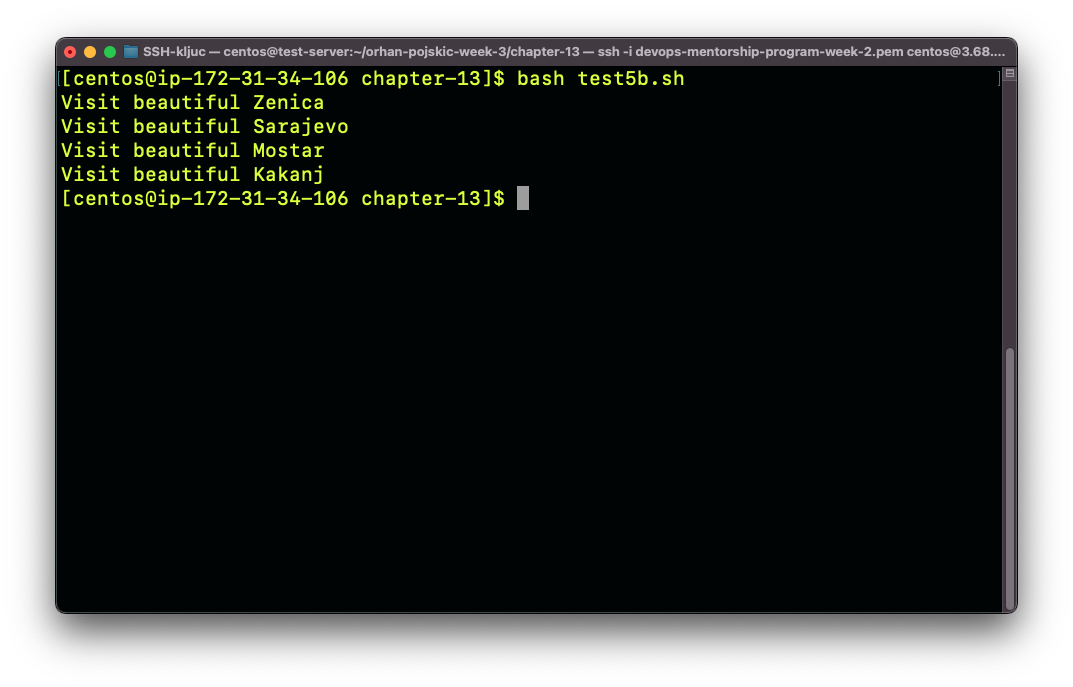 SSH-kljuc — centos@test-server:~/orhan-pojskic-week-3/chapter-13 — ssh -i devops-mentorship-program-week-2.pem centos@3.68....
[[centos@ip-172-31-34-106 chapter-13]$ bash test5b.sh ]
Visit beautiful Zenica
Visit beautiful Sarajevo
Visit beautiful Mostar
Visit beautiful Kakanj
[centos@ip-172-31-34-106 chapter-13]$